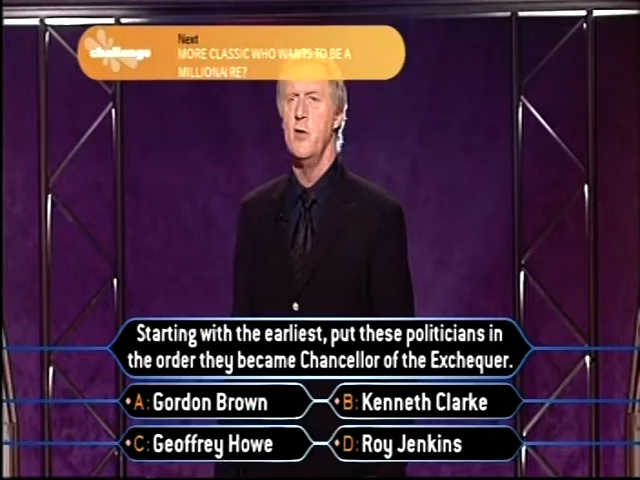 challenge
Next
MORE CLASSIC WHO WANTS TO BE A
MILLIONAIRE?
Starting with the earliest, put these politicians in
the order they became Chancellor of the Exchequer.
A: Gordon Brown
B: Kenneth Clarke
C: Geoffrey Howe
D: Roy Jenkins